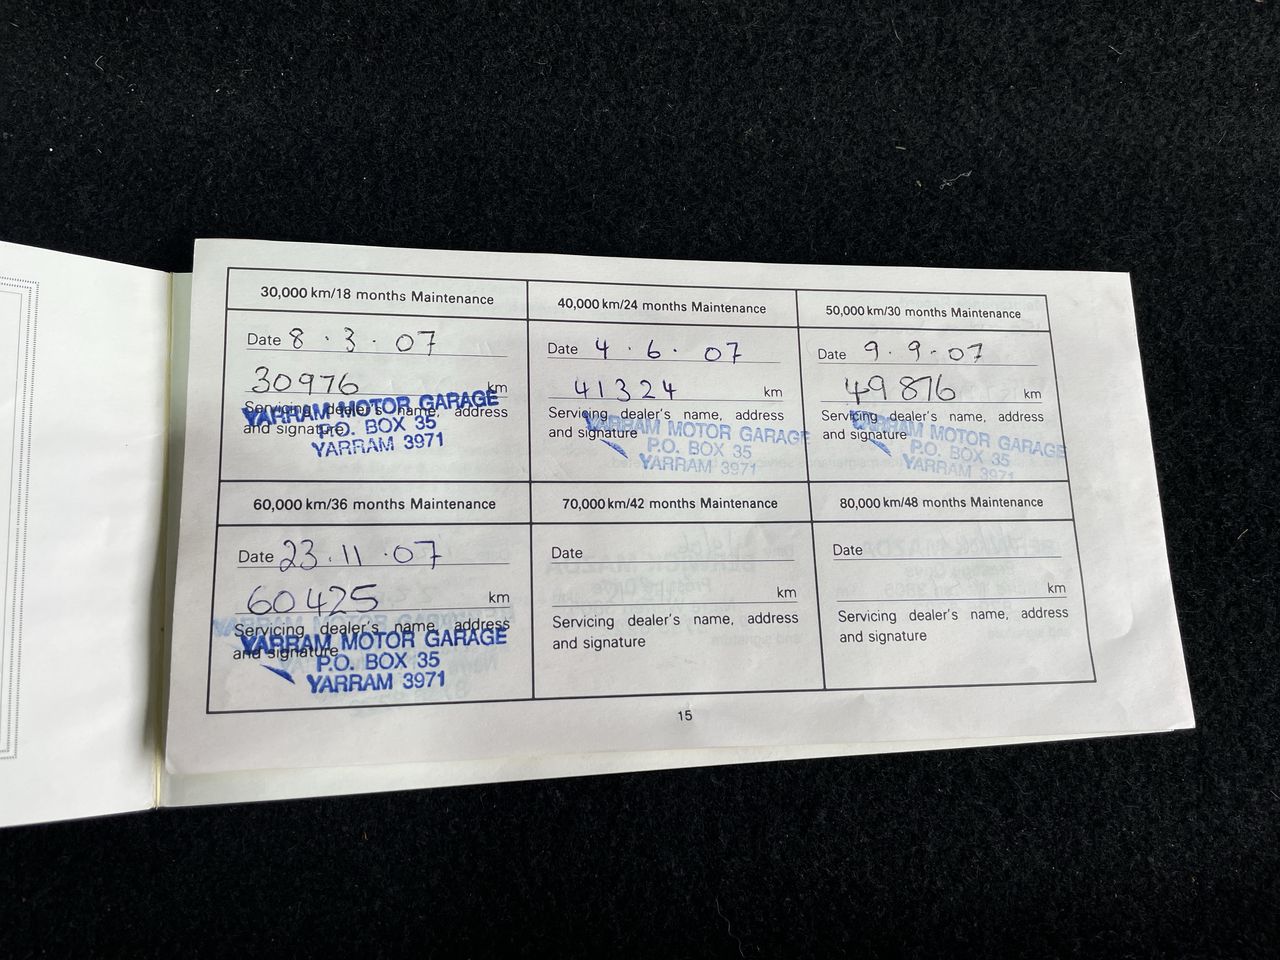 30,000 km/18 months Maintenance
Date 8 . 3 . 07
30976 km
Servicing dealer's name, address
and signature
YARRAM MOTOR GARAGE
P.O. BOX 35
YARRAM 3971
40,000 km/24 months Maintenance
Date 4 . 6 . 07
41324 km
Servicing dealer's name, address
and signature
YARRAM MOTOR GARAGE
P.O. BOX 35
YARRAM 3971
50,000 km/30 months Maintenance
Date 9 . 9 . 07
49876 km
Servicing dealer's name, address
and signature
YARRAM MOTOR GARAGE
P.O. BOX 35
YARRAM 3971
60,000 km/36 months Maintenance
Date 23 . 11 . 07
60425 km
Servicing dealer's name, address
and signature
YARRAM MOTOR GARAGE
P.O. BOX 35
YARRAM 3971
70,000 km/42 months Maintenance
Date
km
Servicing dealer's name, address
and signature
80,000 km/48 months Maintenance
Date
km
Servicing dealer's name, address
and signature
15